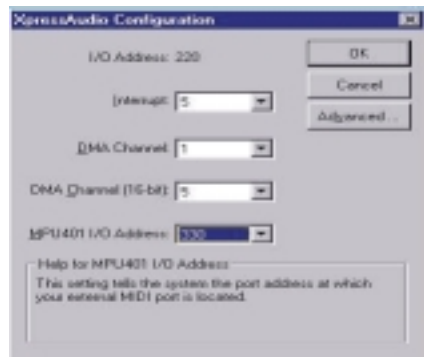 XpressAudio Configuration
I/O Address: 220
OK
Interrupt: 5
Cancel
Advanced...
DMA Channel: 1
DMA Channel (16-bit): 5
MPU401 I/O Address: 330
Help for MPU401 I/O Address
This setting tells the system the port address at which
your external MIDI port is located.